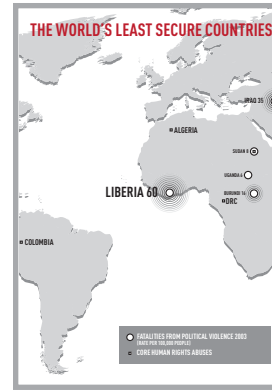 THE WORLD'S LEAST SECURE COUNTRIES
IRAQ 35
ALGERIA
SUDAN 8
UGANDA 6
LIBERIA 60
BURUNDI 16
DRC
COLOMBIA
FATALITIES FROM POLITICAL VIOLENCE 2003
(RATE PER 100,000 PEOPLE)
CORE HUMAN RIGHTS ABUSES